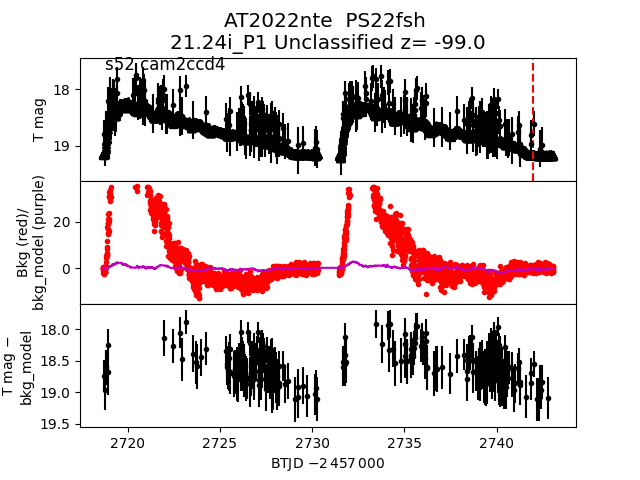 AT2022nte  PS22fsh
21.24i_P1 Unclassified z= -99.0
s52 cam2ccd4
T mag
18
19
Bkg (red)/
bkg_model (purple)
20
0
T mag −
bkg_model
18.0
18.5
19.0
19.5
2720 2725 2730 2735 2740
BTJD −2 457 000